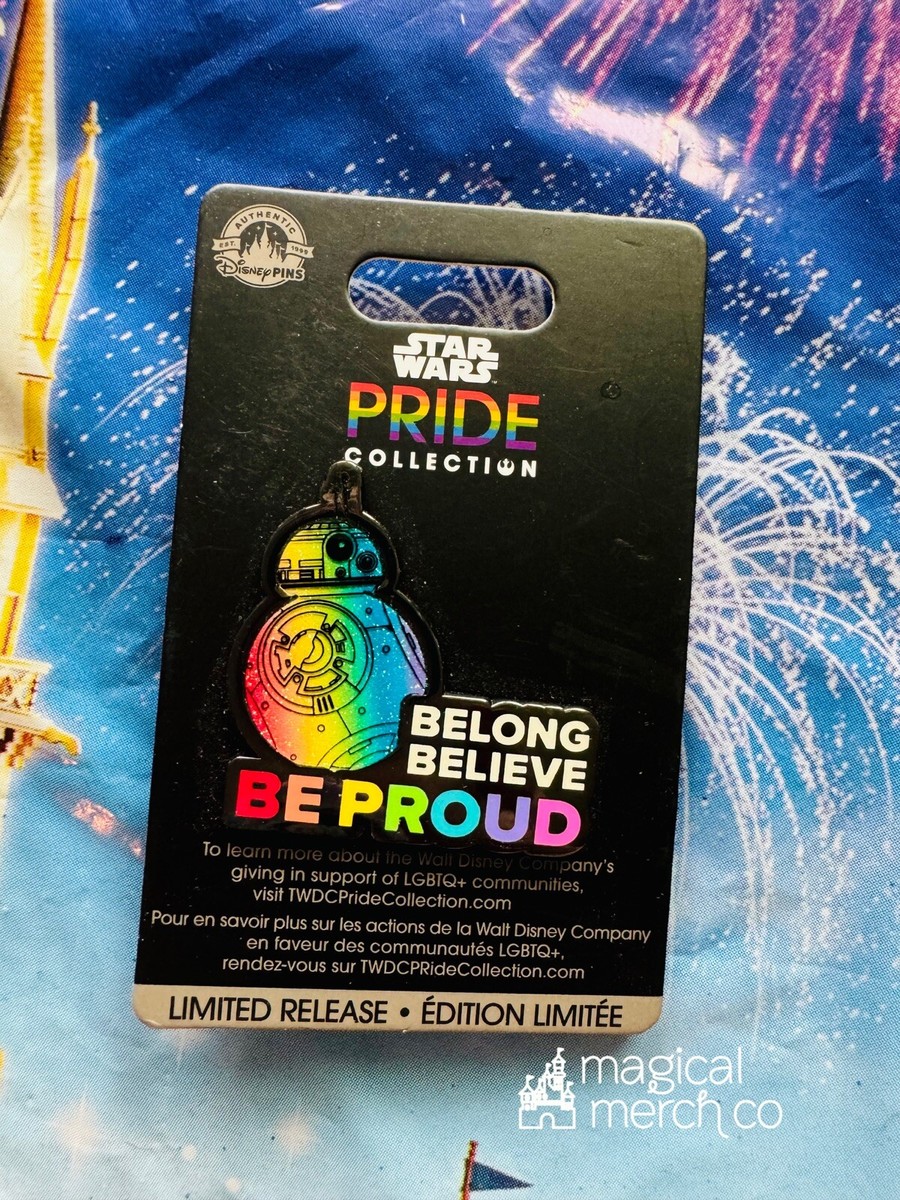 AUTHENTIC
EST. 1999
Disney PINS
STAR
WARS
PRIDE
COLLECTION
BELONG
BELIEVE
BE PROUD
To learn more about the Walt Disney Company's
giving in support of LGBTQ+ communities,
visit TWDCPrideCollection.com
Pour en savoir plus sur les actions de la Walt Disney Company
en faveur des communautés LGBTQ+,
rendez-vous sur TWDCPRideCollection.com
LIMITED RELEASE • ÉDITION LIMITÉE
magical
merch co